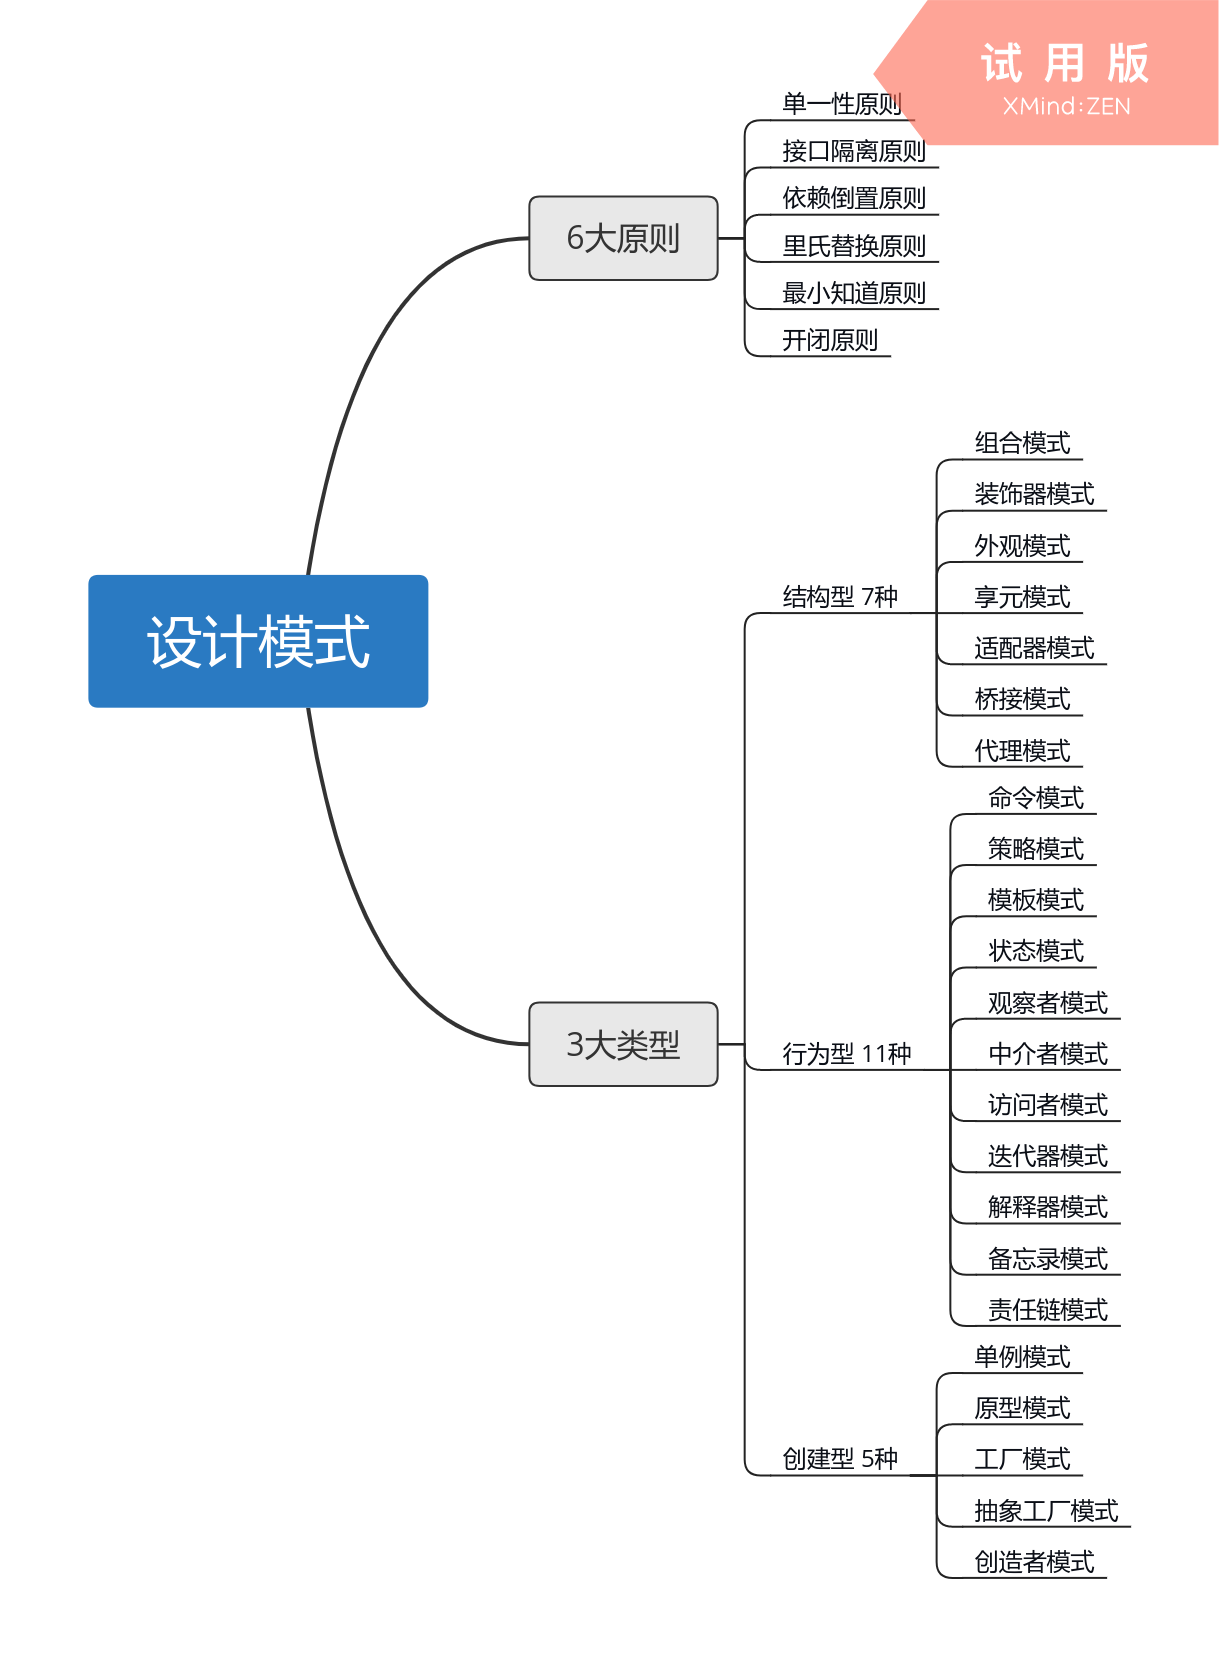 试用版
XMind:ZEN
单一性原则
接口隔离原则
依赖倒置原则
6大原则
里氏替换原则
最小知道原则
开闭原则
设计模式
组合模式
装饰器模式
外观模式
结构型 7种
享元模式
适配器模式
桥接模式
代理模式
3大类型
命令模式
策略模式
模板模式
状态模式
观察者模式
行为型 11种
中介者模式
访问者模式
迭代器模式
解释器模式
备忘录模式
责任链模式
单例模式
原型模式
创建型 5种
工厂模式
抽象工厂模式
创造者模式